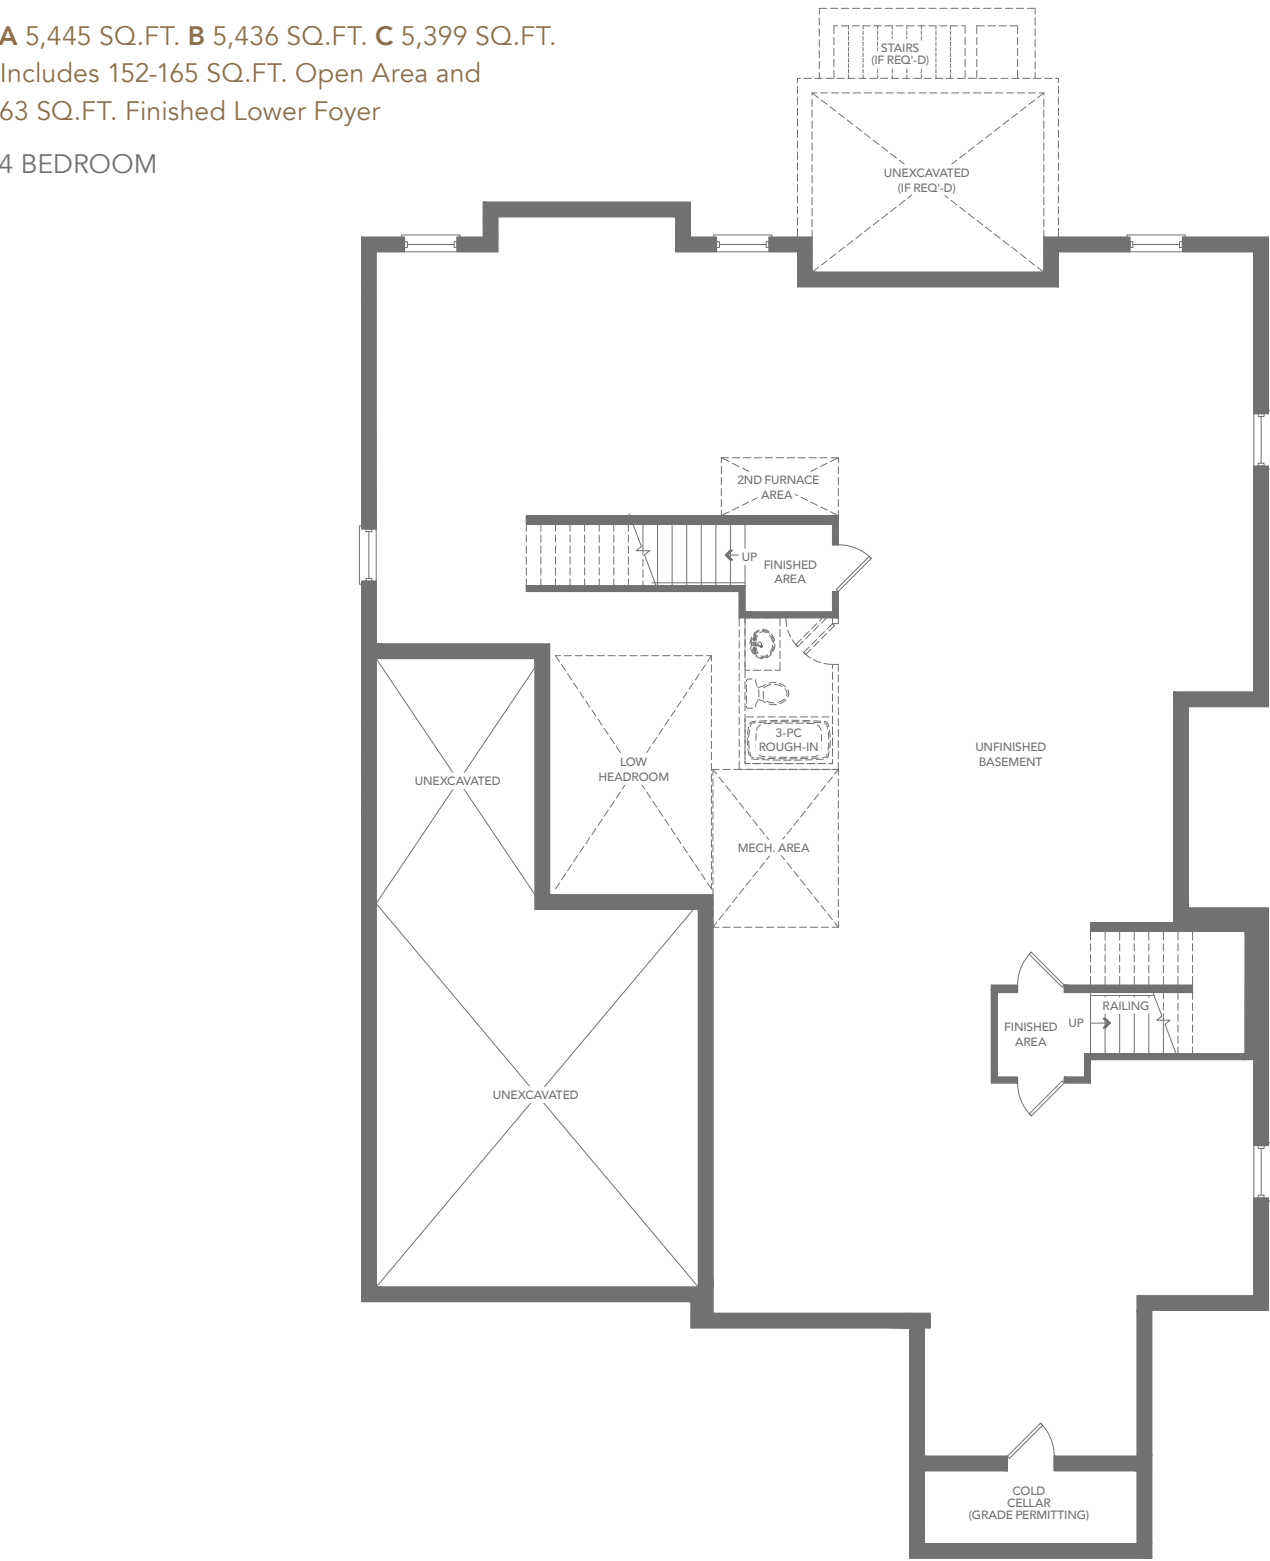 A 5,445 SQ.FT. B 5,436 SQ.FT. C 5,399 SQ.FT.
Includes 152-165 SQ.FT. Open Area and
63 SQ.FT. Finished Lower Foyer
4 BEDROOM
STAIRS
(IF REQ'-D)
UNEXCAVATED
(IF REQ'-D)
2ND FURNACE
AREA
UP
FINISHED
AREA
3-PC
ROUGH-IN
UNFINISHED
BASEMENT
LOW
HEADROOM
UNEXCAVATED
MECH. AREA
RAILING
UP
FINISHED
AREA
UNEXCAVATED
COLD
CELLAR
(GRADE PERMITTING)